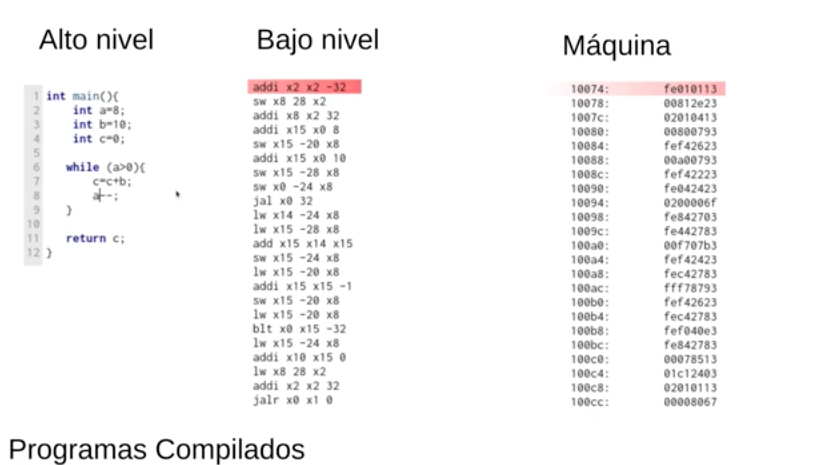 Alto nivel
Bajo nivel
Máquina
1 int main(){
2 int a=8;
3 int b=10;
4 int c=0;
5
6 while (a>0){
7 c=c+b;
8 a--;
9 }
10
11 return c;
12 }
addi x2 x2 -32
sw x8 28 x2
addi x8 x2 32
addi x15 x0 8
sw x15 -20 x8
addi x15 x0 10
sw x15 -28 x8
sw x0 -24 x8
jal x0 32
lw x14 -24 x8
lw x15 -28 x8
add x15 x14 x15
sw x15 -24 x8
lw x15 -20 x8
addi x15 x15 -1
sw x15 -20 x8
lw x15 -20 x8
blt x0 x15 -32
lw x15 -24 x8
addi x10 x15 0
lw x8 28 x2
addi x2 x2 32
jalr x0 x1 0
10074: fe010113
10078: 00812e23
1007c: 02010413
10080: 00800793
10084: fef42623
10088: 00a00793
1008c: fef42223
10090: fe042423
10094: 0200006f
10098: fe842703
1009c: fe442783
100a0: 00f707b3
100a4: fef42423
100a8: fec42783
100ac: fff78793
100b0: fef42623
100b4: fec42783
100b8: fef040e3
100bc: fe842783
100c0: 00078513
100c4: 01c12403
100c8: 02010113
100cc: 00008067
Programas Compilados